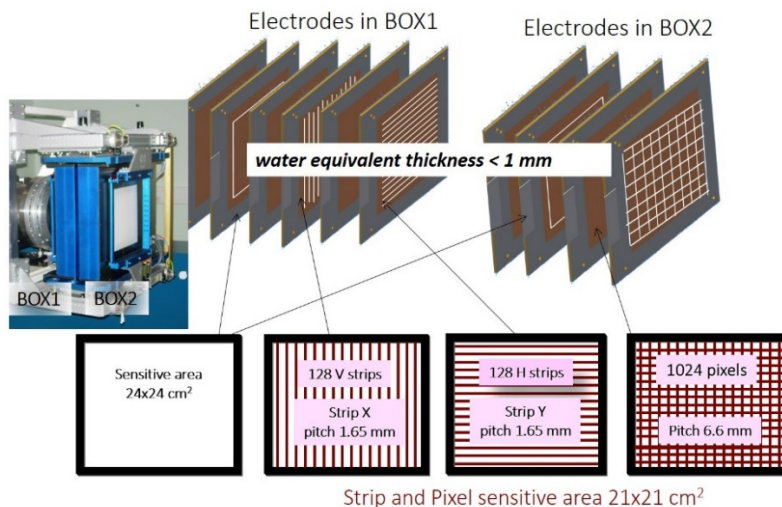 Electrodes in BOX1
Electrodes in BOX2
water equivalent thickness < 1 mm
BOX1
BOX2
Sensitive area
24x24 cm²
128 V strips
Strip X
pitch 1.65 mm
128 H strips
Strip Y
pitch 1.65 mm
1024 pixels
Pitch 6.6 mm
Strip and Pixel sensitive area 21x21 cm²